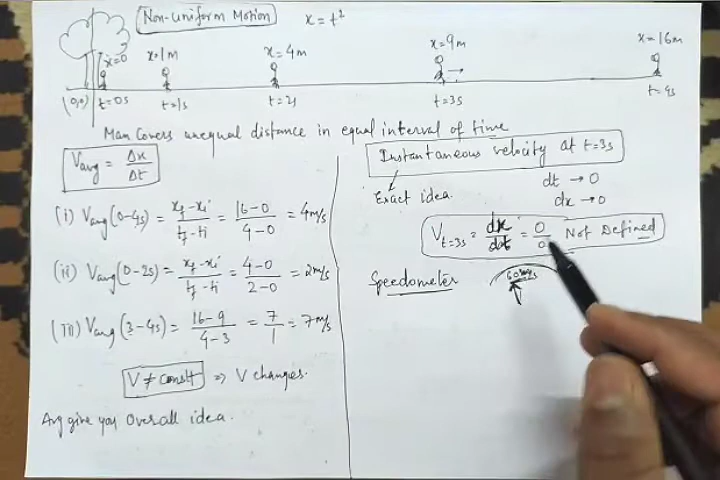 Non-Uniform Motion x = t²
x=0 x=1m x=4m x=9m x=16m
(0,0) t=0s t=1s t=2s t=3s t=4s
Man Covers unequal distance in equal interval of time
Vavg = Δx/Δt
(i) Vavg(0-4s) = xf-xi/tf-ti = 16-0/4-0 = 4m/s
(ii) Vavg(0-2s) = xf-xi/tf-ti = 4-0/2-0 = 2m/s
(iii) Vavg(3-4s) = 16-9/4-3 = 7/1 = 7m/s
V ≠ constt ⇒ V changes.
Avg give you overall idea.
Instantaneous velocity at t=3s
Exact idea. dt → 0
dx → 0
Vt=3s = dx/dt = 0/0 Not Defined
Speedometer 60m/s